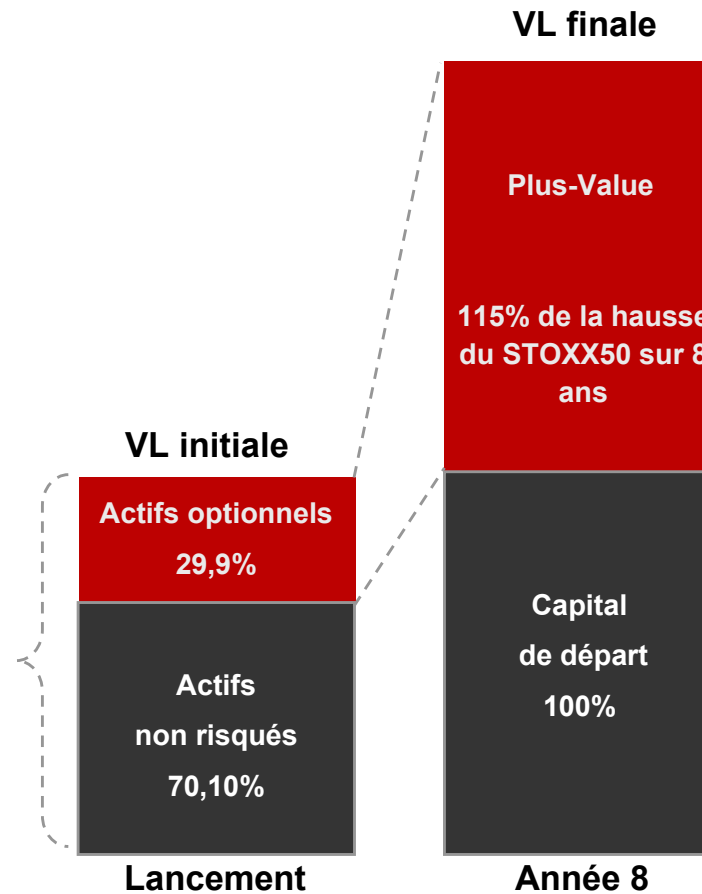 VL finale
Plus-Value
115% de la hausse
du STOXX50 sur 8
ans
VL initiale
Actifs optionnels
29,9%
Capital
de départ
100%
Actifs
non risqués
70,10%
Lancement
Année 8